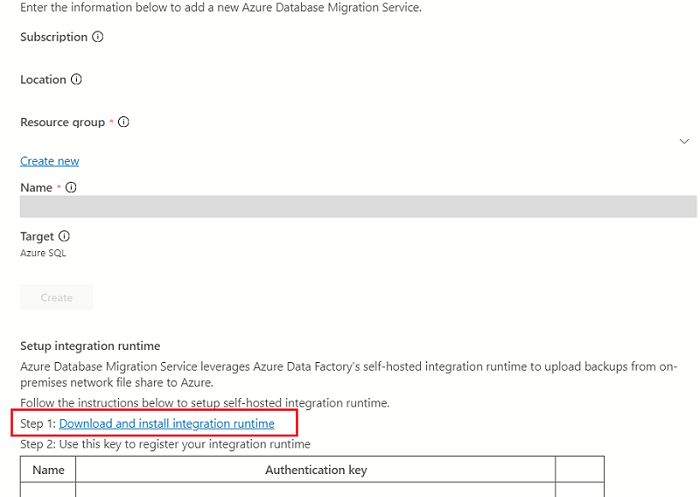 Enter the information below to add a new Azure Database Migration Service.
Subscription
Location
Resource group *
Create new
Name *
Target
Azure SQL
Create
Setup integration runtime
Azure Database Migration Service leverages Azure Data Factory's self-hosted integration runtime to upload backups from on-
premises network file share to Azure.
Follow the instructions below to setup self-hosted integration runtime.
Step 1: Download and install integration runtime
Step 2: Use this key to register your integration runtime
Name Authentication key